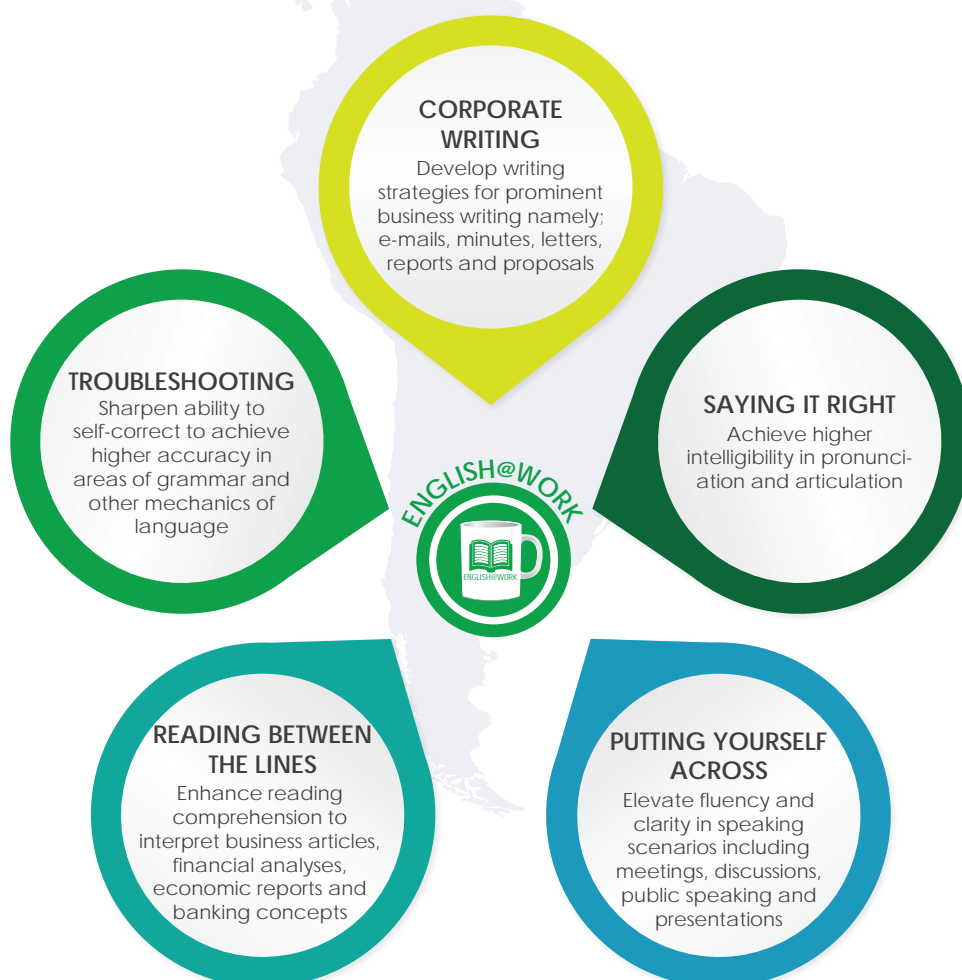 CORPORATE
WRITING
Develop writing
strategies for prominent
business writing namely;
e-mails, minutes, letters,
reports and proposals
TROUBLESHOOTING
Sharpen ability to
self-correct to achieve
higher accuracy in
areas of grammar and
other mechanics of
language
SAYING IT RIGHT
Achieve higher
intelligibility in pronunci-
ation and articulation
ENGLISH@WORK
ENGLISH@WORK
READING BETWEEN
THE LINES
Enhance reading
comprehension to
interpret business articles,
financial analyses,
economic reports and
banking concepts
PUTTING YOURSELF
ACROSS
Elevate fluency and
clarity in speaking
scenarios including
meetings, discussions,
public speaking and
presentations